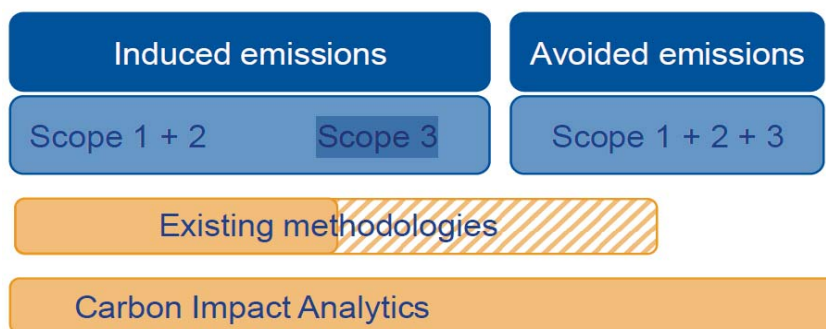 Induced emissions
Avoided emissions
Scope 1 + 2
Scope 3
Scope 1 + 2 + 3
Existing methodologies
Carbon Impact Analytics